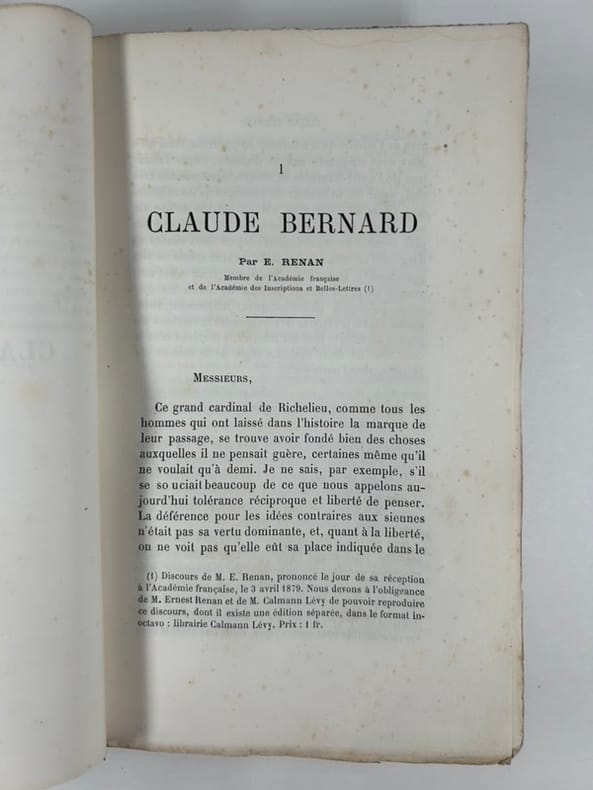 I
CLAUDE BERNARD
Par E. RENAN
Membre de l'Académie française
et de l'Académie des Inscriptions et Belles-Lettres (1)
MESSIEURS,
Ce grand cardinal de Richelieu, comme tous les
hommes qui ont laissé dans l'histoire la marque de
leur passage, se trouve avoir fondé bien des choses
auxquelles il ne pensait guère, certaines même qu'il
ne voulait qu'à demi. Je ne sais, par exemple, s'il
se so uciait beaucoup de ce que nous appelons au-
jourd'hui tolérance réciproque et liberté de penser.
La déférence pour les idées contraires aux siennes
n'était pas sa vertu dominante, et, quant à la liberté,
on ne voit pas qu'elle eût sa place indiquée dans le
(1) Discours de M. E. Renan, prononcé le jour de sa réception
à l'Académie française, le 3 avril 1879. Nous devons à l'obligeance
de M. Ernest Renan et de M. Calmann Lévy de pouvoir reproduire
ce discours, dont il existe une édition séparée, dans le format in-
octavo : librairie Calmann Lévy. Prix : 1 fr.